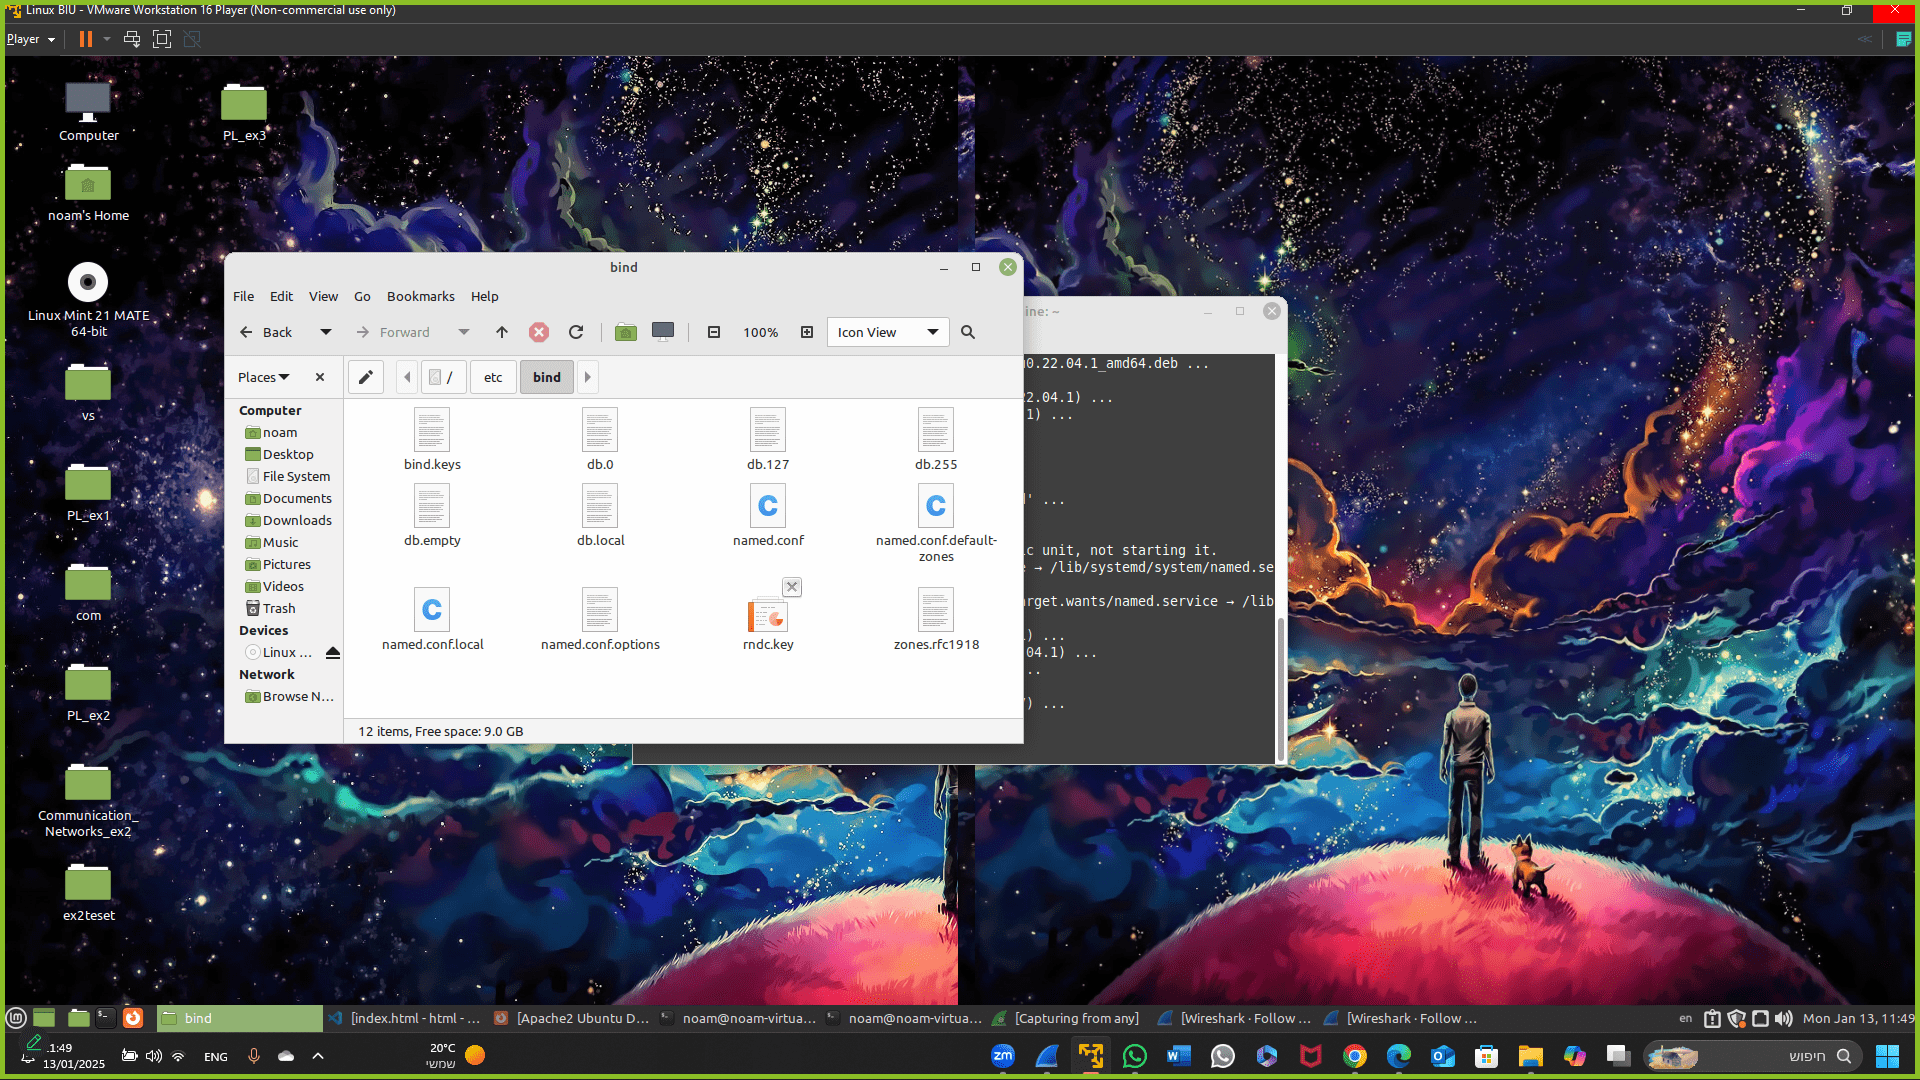 Linux BIU - VMware Workstation 16 Player (Non-commercial use only)
Player
Computer
PL_ex3
noam's Home
Linux Mint 21 MATE
64-bit
vs
PL_ex1
com
PL_ex2
Communication_
Networks_ex2
ex2teset
bind
File Edit View Go Bookmarks Help
Back Forward 100% Icon View
Places / etc bind
Computer
noam
Desktop
File System
Documents
Downloads
Music
Pictures
Videos
Trash
Devices
Linux ...
Network
Browse N...
bind.keys db.0 db.127 db.255
db.empty db.local named.conf named.conf.default-
zones
named.conf.local named.conf.options rndc.key zones.rfc1918
12 items, Free space: 9.0 GB
ine: ~
0.22.04.1_amd64.deb ...
2.04.1) ...
1) ...
' ...
c unit, not starting it.
→ /lib/systemd/system/named.se
rget.wants/named.service → /lib
) ...
04.1) ...
..
) ...
bind [index.html - html - ... [Apache2 Ubuntu D... noam@noam-virtua... noam@noam-virtua... [Capturing from any] [Wireshark · Follow ... [Wireshark · Follow ... en Mon Jan 13, 11:49
11:49
13/01/2025
ENG
20°C
שמשי
חיפוש